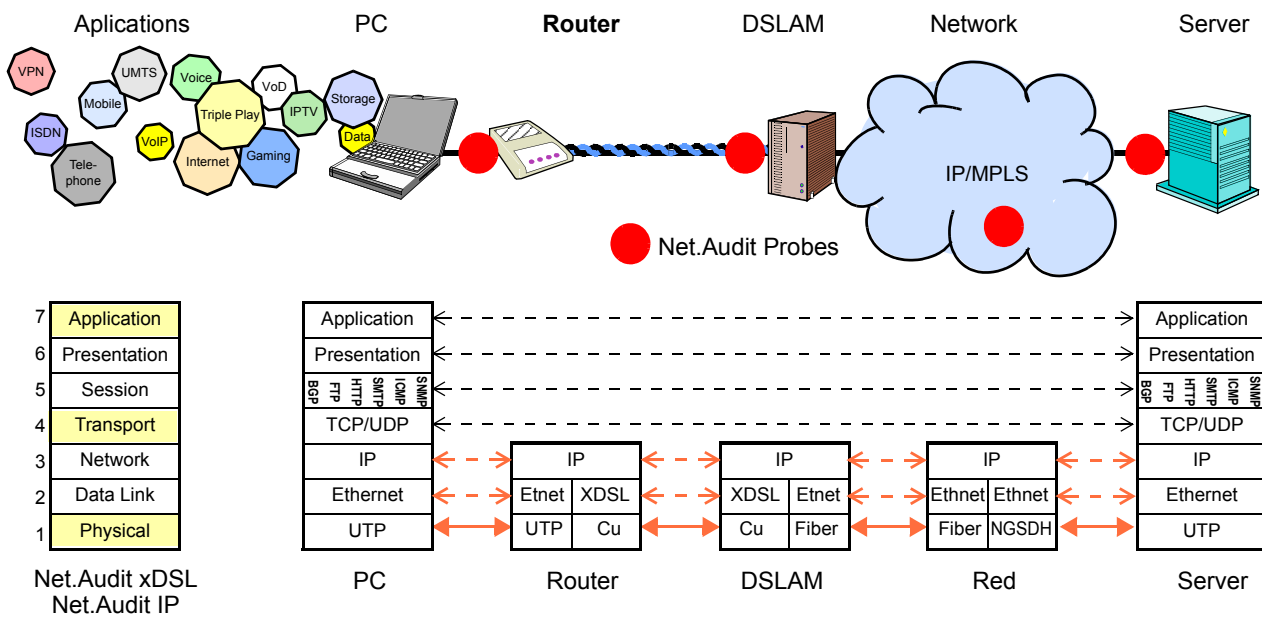 Aplications PC Router DSLAM Network Server
VPN
UMTS
Voice
VoD
Storage
Mobile
Triple Play
IPTV
ISDN
VoIP
Data
Internet
Gaming
Tele-
phone
IP/MPLS
Net.Audit Probes
7 Application
6 Presentation
5 Session
4 Transport
3 Network
2 Data Link
1 Physical
Net.Audit xDSL
Net.Audit IP
Application
Presentation
BGP
FTP
HTTP
SMTP
ICMP
SNMP
TCP/UDP
IP
Ethernet
UTP
PC
IP
Etnet XDSL
UTP Cu
Router
IP
XDSL Etnet
Cu Fiber
DSLAM
IP
Ethnet Ethnet
Fiber NGSDH
Red
Application
Presentation
BGP
FTP
HTTP
SMTP
ICMP
SNMP
TCP/UDP
IP
Ethernet
UTP
Server